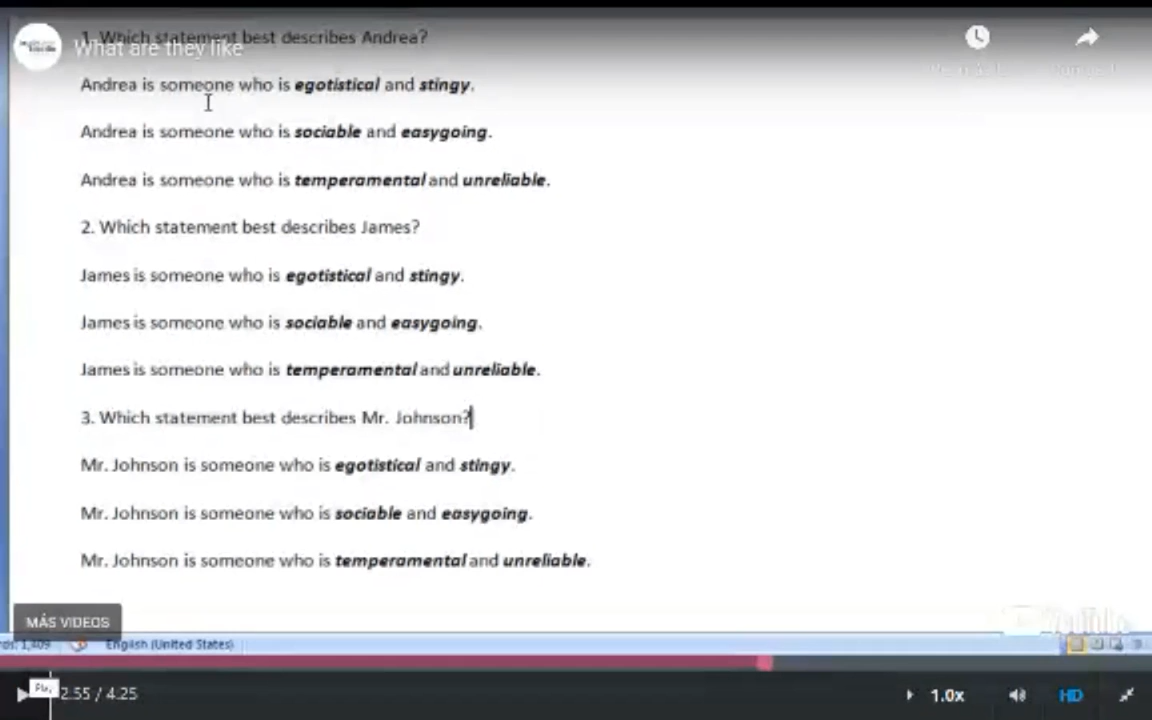 1. Which statement best describes Andrea?
What are they like
Andrea is someone who is egotistical and stingy.
Andrea is someone who is sociable and easygoing.
Andrea is someone who is temperamental and unreliable.
2. Which statement best describes James?
James is someone who is egotistical and stingy.
James is someone who is sociable and easygoing.
James is someone who is temperamental and unreliable.
3. Which statement best describes Mr. Johnson?
Mr. Johnson is someone who is egotistical and stingy.
Mr. Johnson is someone who is sociable and easygoing.
Mr. Johnson is someone who is temperamental and unreliable.
MÁS VIDEOS
YouTube
1,409 English (United States)
Play 2:55 / 4:25 1.0x HD